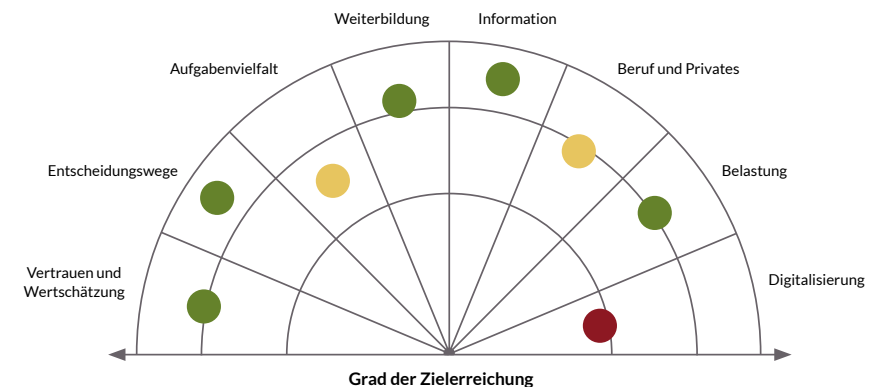 Weiterbildung
Information
Aufgabenvielfalt
Beruf und Privates
Entscheidungswege
Belastung
Vertrauen und
Wertschätzung
Digitalisierung
Grad der Zielerreichung